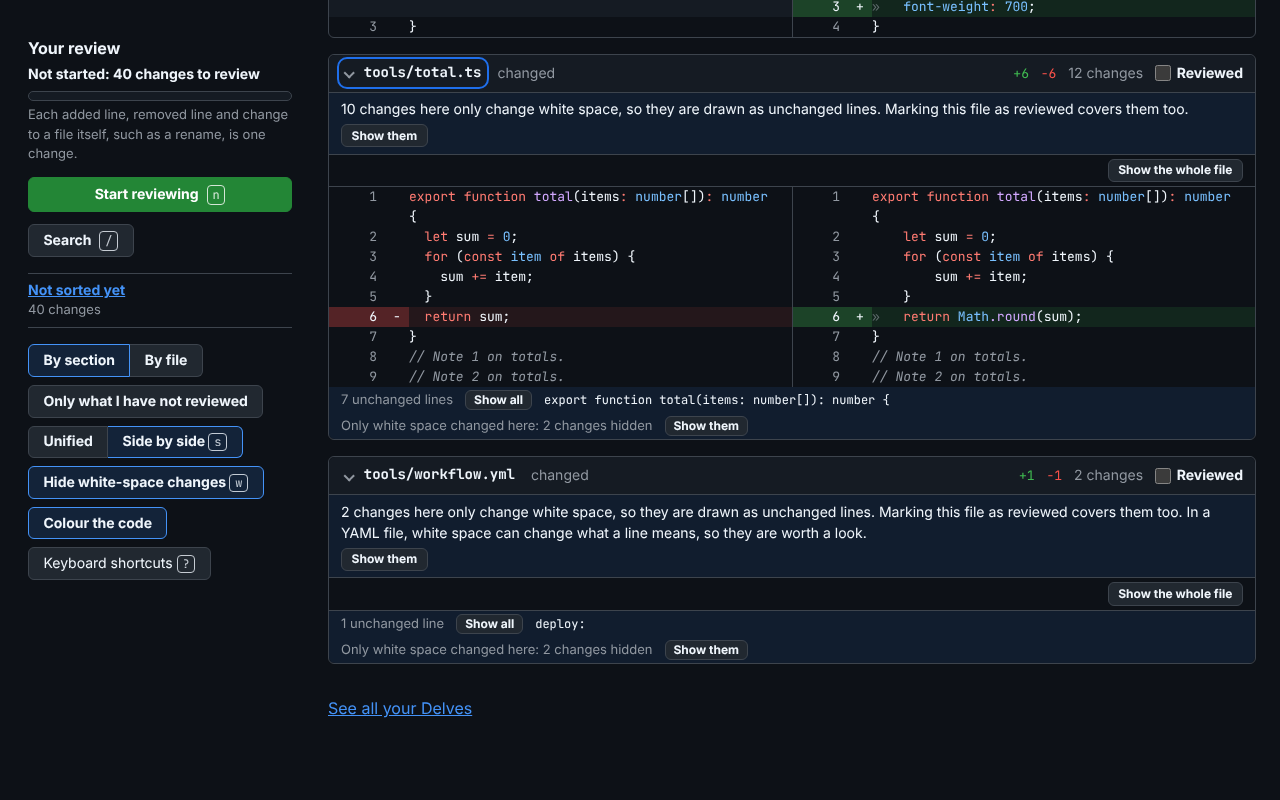 Your review
Not started: 40 changes to review
Each added line, removed line and change
to a file itself, such as a rename, is one
change.
Start reviewing n
Search /
Not sorted yet
40 changes
By section By file
Only what I have not reviewed
Unified Side by side s
Hide white-space changes w
Colour the code
Keyboard shortcuts ?
3 + » font-weight: 700;
3 } 4 }
tools/total.ts changed +6 -6 12 changes Reviewed
10 changes here only change white space, so they are drawn as unchanged lines. Marking this file as reviewed covers them too.
Show them
Show the whole file
1 export function total(items: number[]): number 1 export function total(items: number[]): number
{ {
2 let sum = 0; 2 let sum = 0;
3 for (const item of items) { 3 for (const item of items) {
4 sum += item; 4 sum += item;
5 } 5 }
6 - return sum; 6 + » return Math.round(sum);
7 } 7 }
8 // Note 1 on totals. 8 // Note 1 on totals.
9 // Note 2 on totals. 9 // Note 2 on totals.
7 unchanged lines Show all export function total(items: number[]): number {
Only white space changed here: 2 changes hidden Show them
tools/workflow.yml changed +1 -1 2 changes Reviewed
2 changes here only change white space, so they are drawn as unchanged lines. Marking this file as reviewed covers them too. In a
YAML file, white space can change what a line means, so they are worth a look.
Show them
Show the whole file
1 unchanged line Show all deploy:
Only white space changed here: 2 changes hidden Show them
See all your Delves